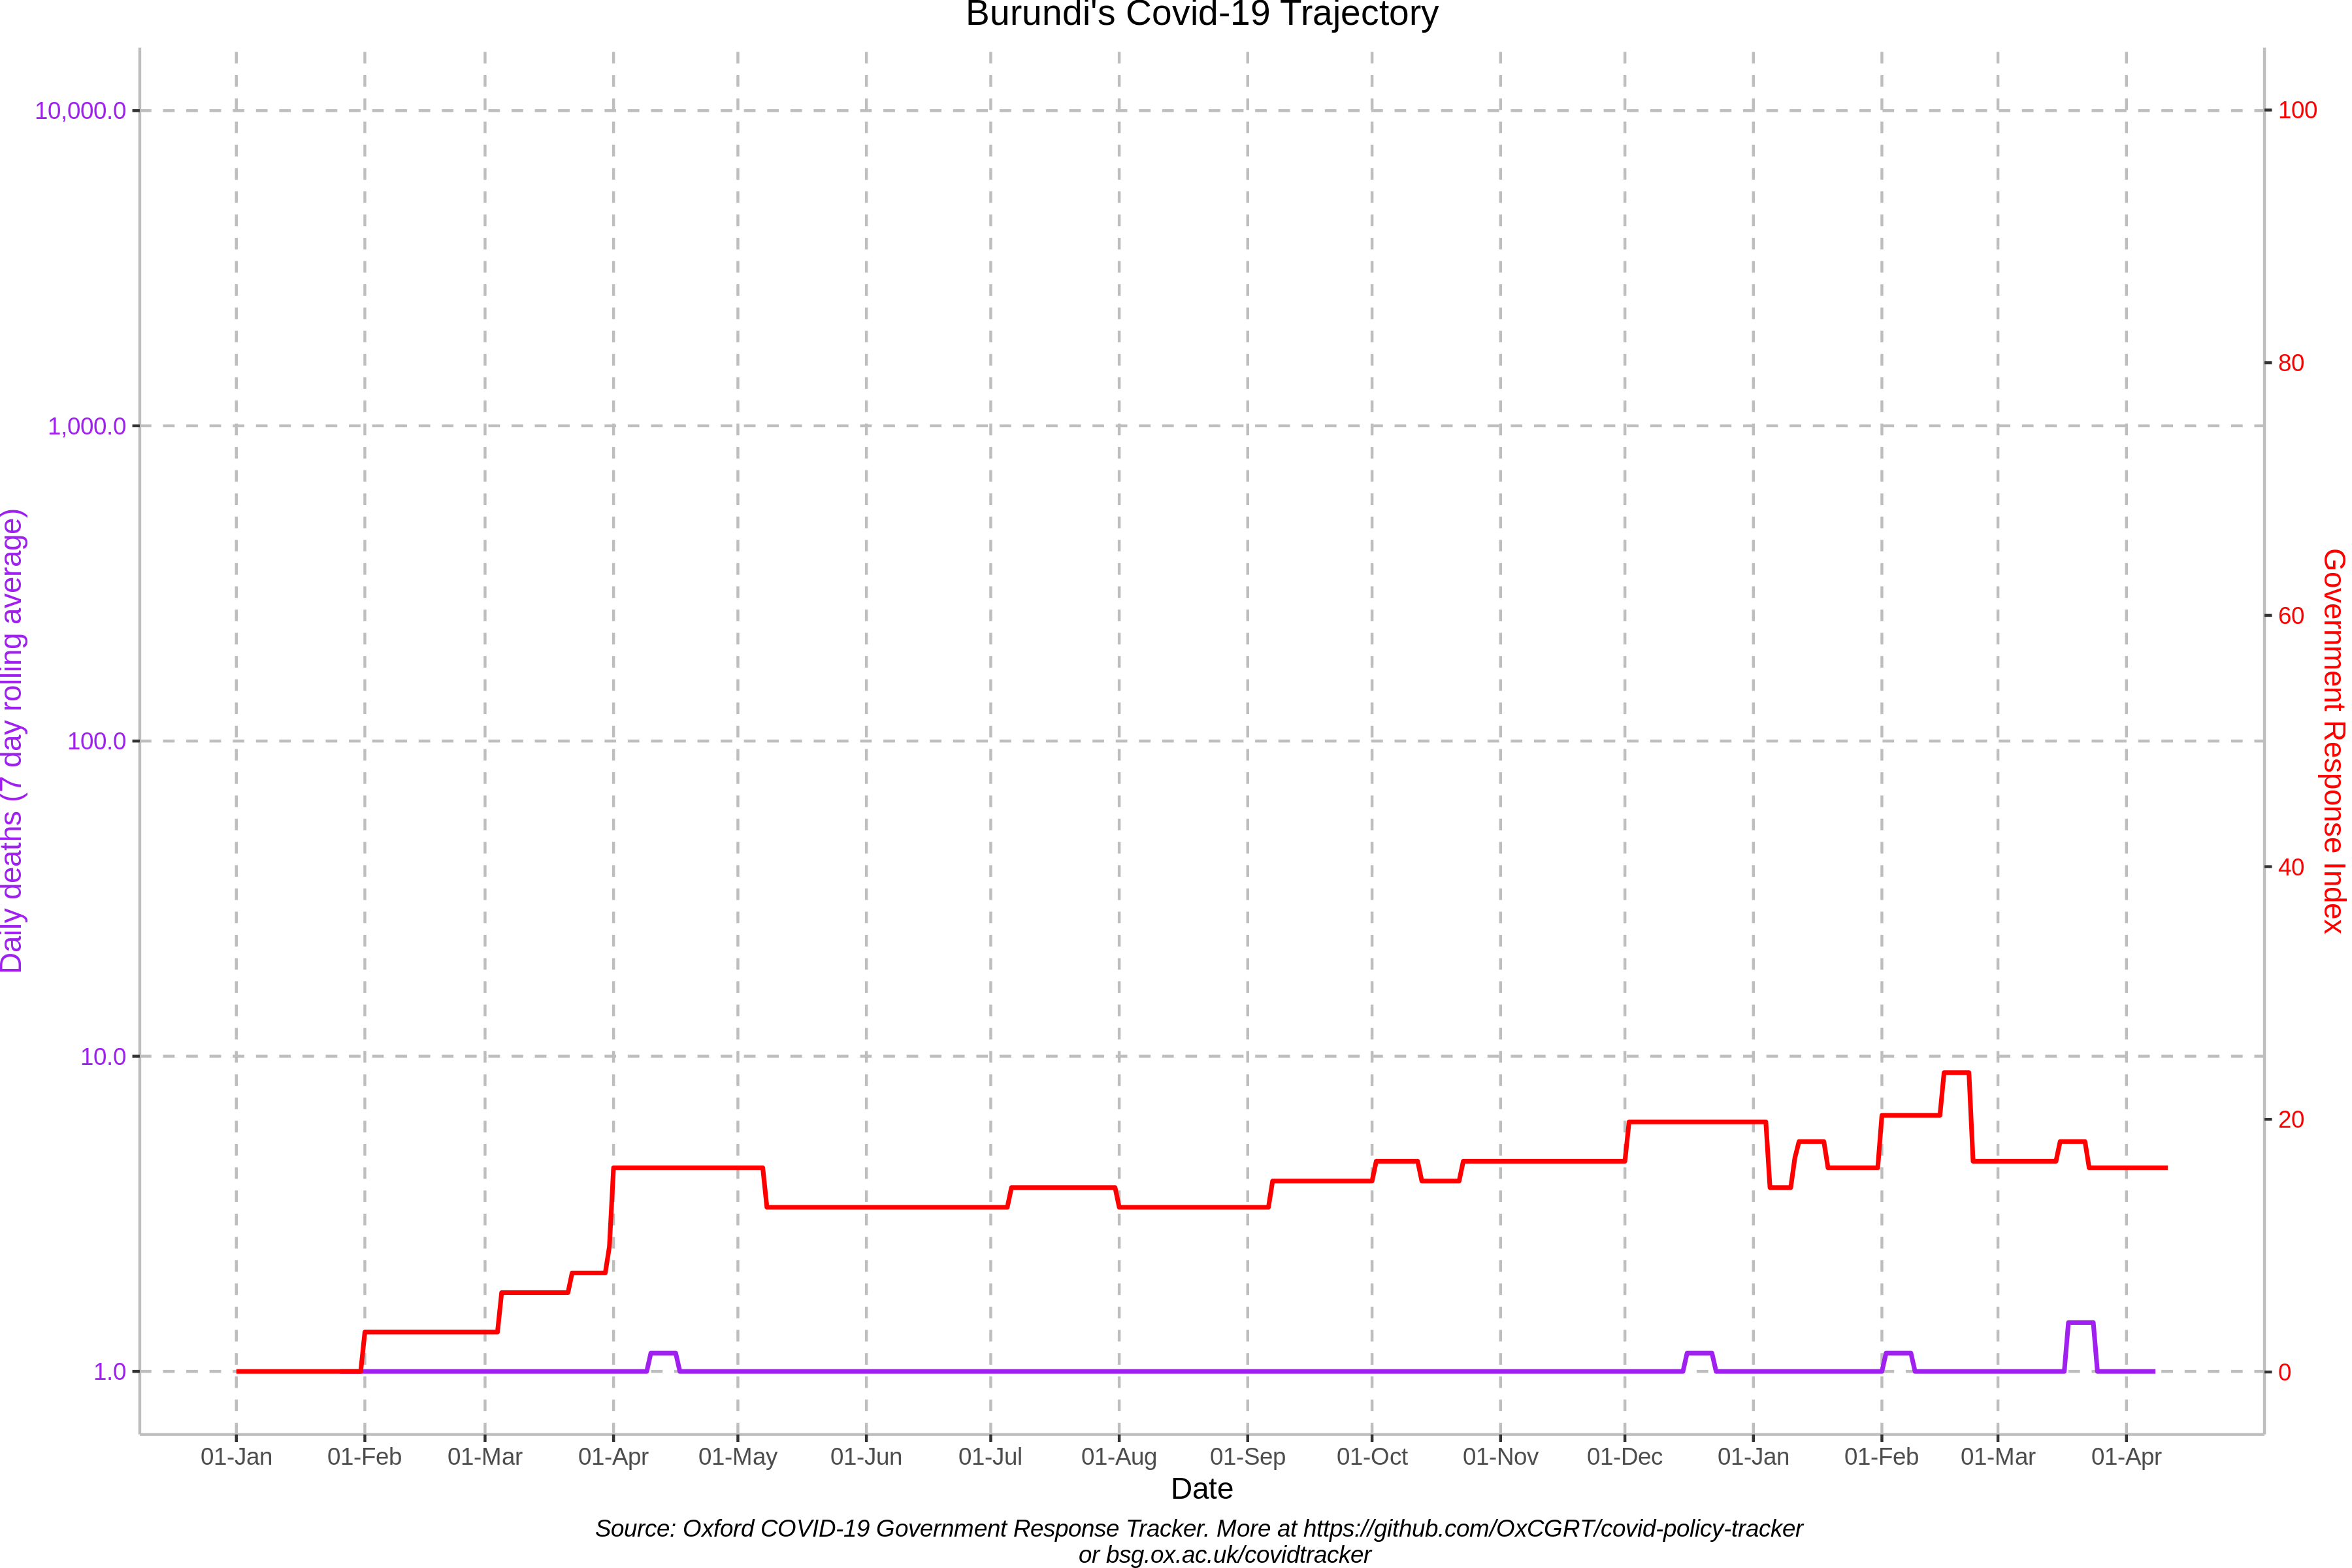 Burundi's Covid-19 Trajectory
Daily deaths (7 day rolling average)
10,000.0
1,000.0
100.0
10.0
1.0
100
80
60
40
20
0
Government Response Index
01-Jan 01-Feb 01-Mar 01-Apr 01-May 01-Jun 01-Jul 01-Aug 01-Sep 01-Oct 01-Nov 01-Dec 01-Jan 01-Feb 01-Mar 01-Apr
Date
Source: Oxford COVID-19 Government Response Tracker. More at https://github.com/OxCGRT/covid-policy-tracker
or bsg.ox.ac.uk/covidtracker